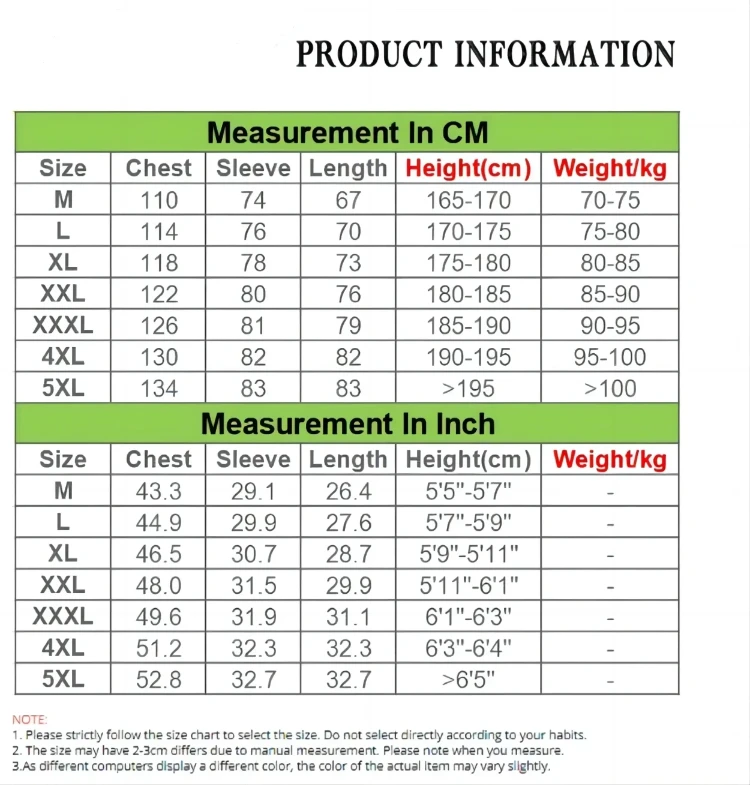 PRODUCT INFORMATION
Measurement In CM
Size Chest Sleeve Length Height(cm) Weight/kg
M 110 74 67 165-170 70-75
L 114 76 70 170-175 75-80
XL 118 78 73 175-180 80-85
XXL 122 80 76 180-185 85-90
XXXL 126 81 79 185-190 90-95
4XL 130 82 82 190-195 95-100
5XL 134 83 83 >195 >100
Measurement In Inch
Size Chest Sleeve Length Height(cm) Weight/kg
M 43.3 29.1 26.4 5'5"-5'7" -
L 44.9 29.9 27.6 5'7"-5'9" -
XL 46.5 30.7 28.7 5'9"-5'11" -
XXL 48.0 31.5 29.9 5'11"-6'1" -
XXXL 49.6 31.9 31.1 6'1"-6'3" -
4XL 51.2 32.3 32.3 6'3"-6'4" -
5XL 52.8 32.7 32.7 >6'5" -
NOTE:
1. Please strictly follow the size chart to select the size. Do not select directly according to your habits.
2. The size may have 2-3cm differs due to manual measurement. Please note when you measure.
3.As different computers display a different color, the color of the actual item may vary slightly.